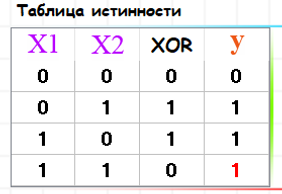 Таблица истинности
X1 X2 XOR y
0 0 0 0
0 1 1 1
1 0 1 1
1 1 0 1